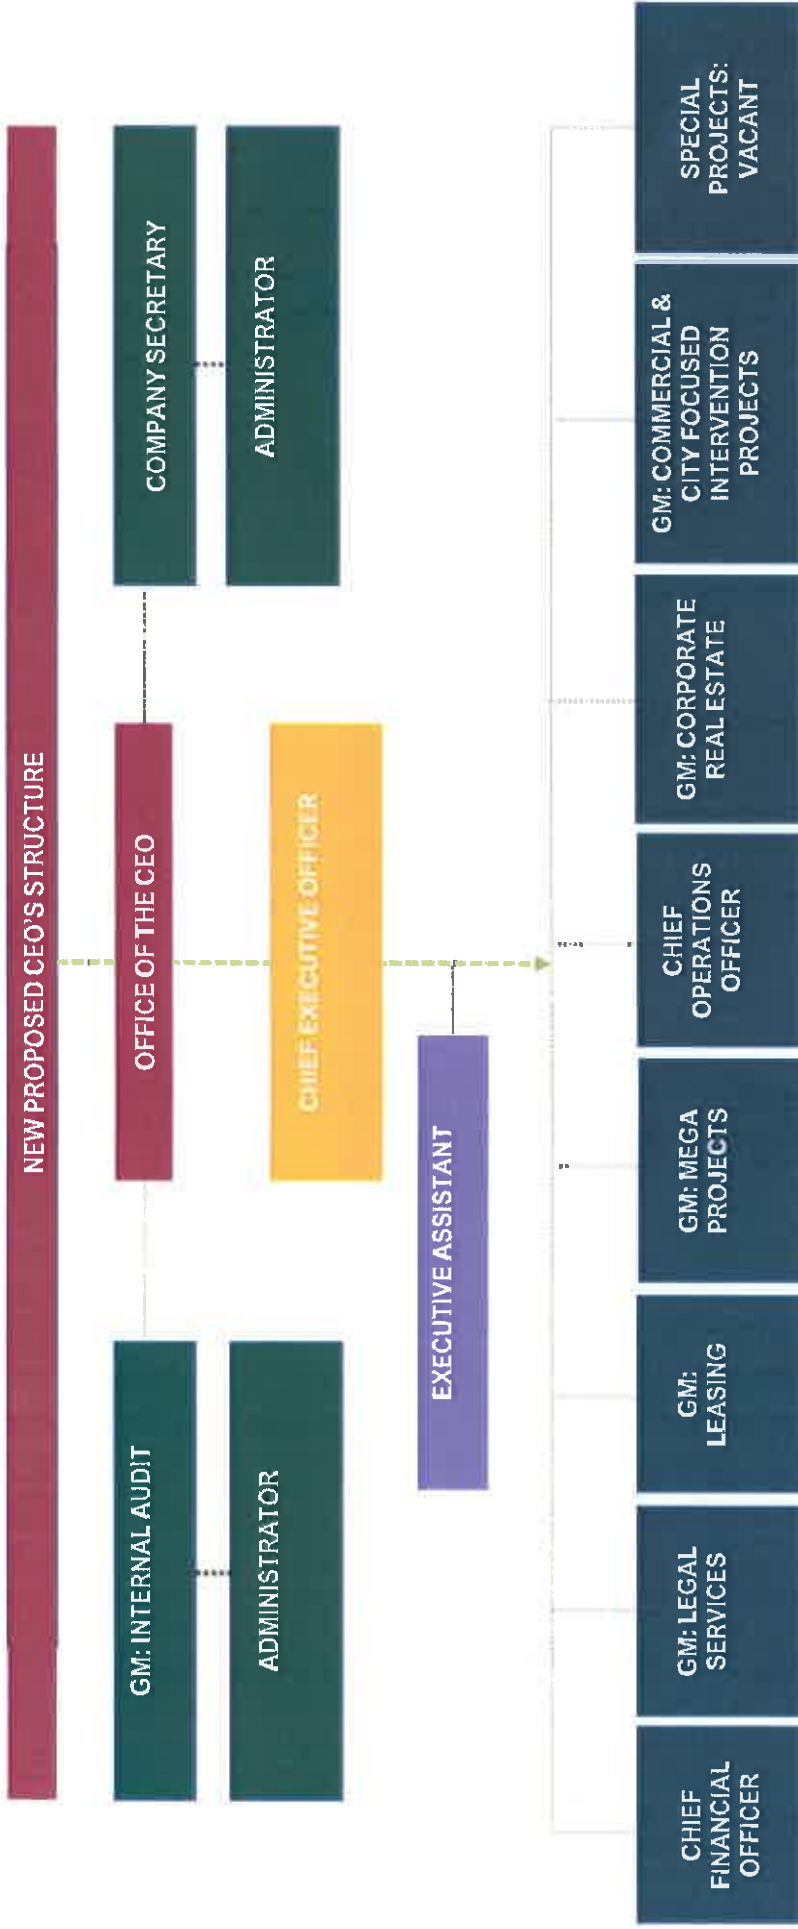 NEW PROPOSED CEO'S STRUCTURE
GM: INTERNAL AUDIT
OFFICE OF THE CEO
COMPANY SECRETARY
ADMINISTRATOR
CHIEF EXECUTIVE OFFICER
ADMINISTRATOR
EXECUTIVE ASSISTANT
CHIEF
FINANCIAL
OFFICER
GM: LEGAL
SERVICES
GM:
LEASING
GM: MEGA
PROJECTS
CHIEF
OPERATIONS
OFFICER
GM: CORPORATE
REAL ESTATE
GM: COMMERCIAL &
CITY FOCUSED
INTERVENTION
PROJECTS
SPECIAL
PROJECTS:
VACANT